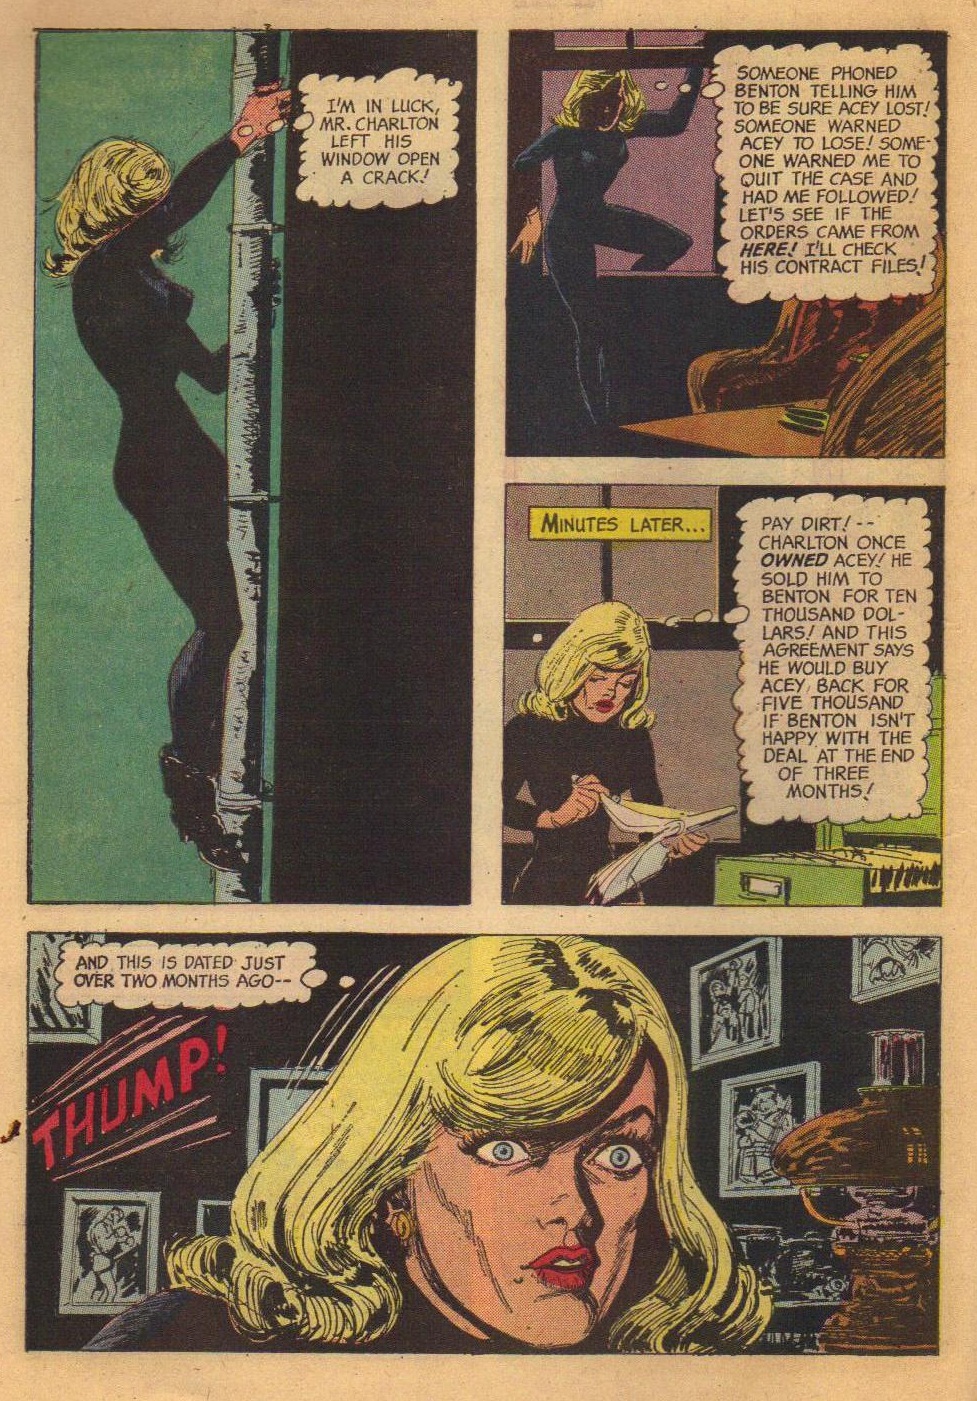 I'M IN LUCK,
MR. CHARLTON
LEFT HIS
WINDOW OPEN
A CRACK!
SOMEONE PHONED
BENTON TELLING HIM
TO BE SURE ACEY LOST!
SOMEONE WARNED
ACEY TO LOSE! SOME-
ONE WARNED ME TO
QUIT THE CASE AND
HAD ME FOLLOWED!
LET'S SEE IF THE
ORDERS CAME FROM
HERE! I'LL CHECK
HIS CONTRACT FILES!
MINUTES LATER...
PAY DIRT! --
CHARLTON ONCE
OWNED ACEY! HE
SOLD HIM TO
BENTON FOR TEN
THOUSAND DOL-
LARS! AND THIS
AGREEMENT SAYS
HE WOULD BUY
ACEY BACK FOR
FIVE THOUSAND
IF BENTON ISN'T
HAPPY WITH THE
DEAL AT THE END
OF THREE
MONTHS!
AND THIS IS DATED JUST
OVER TWO MONTHS AGO--
THUMP!